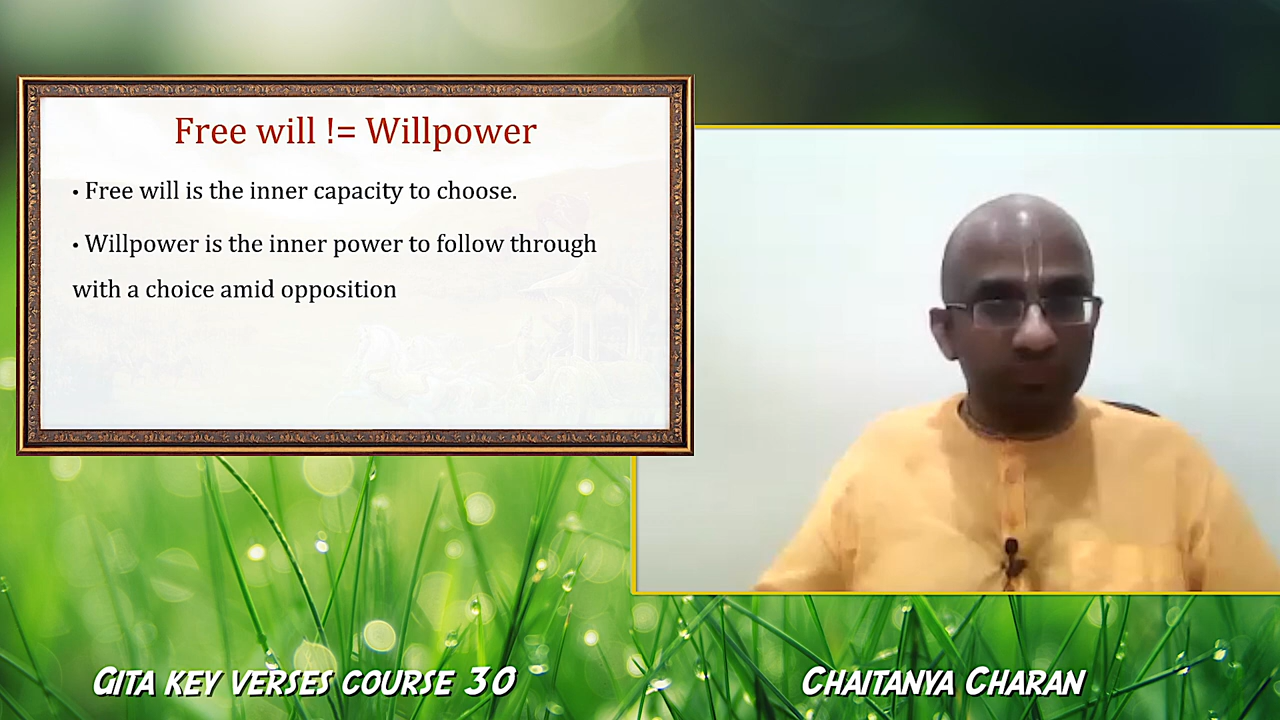 Free will != Willpower
• Free will is the inner capacity to choose.
• Willpower is the inner power to follow through
with a choice amid opposition
Gita key verses course 30
Chaitanya Charan